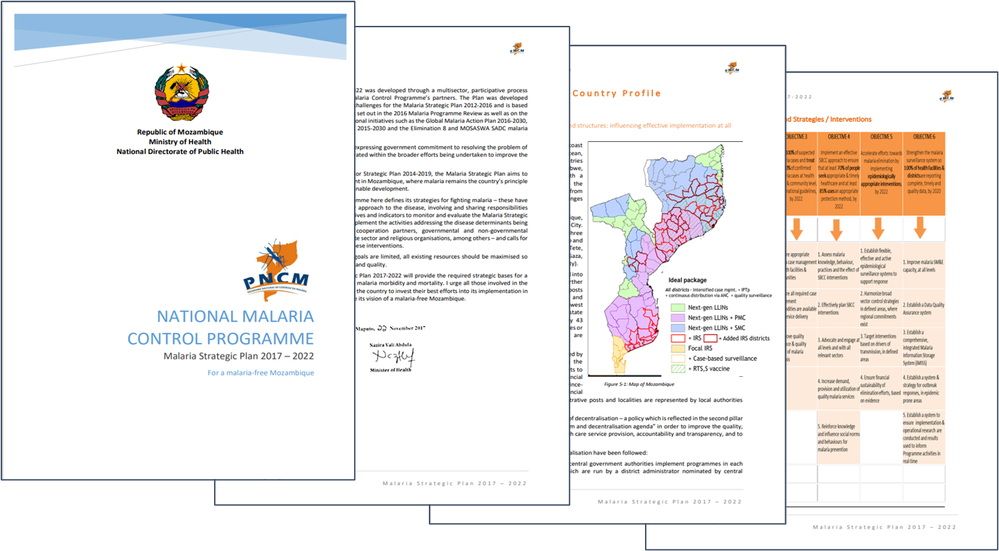 Republic of Mozambique
Ministry of Health
National Directorate of Public Health
PNCM
NATIONAL MALARIA
CONTROL PROGRAMME
Malaria Strategic Plan 2017 – 2022
For a malaria-free Mozambique
PNCM
22 was developed through a multisector, participative process
alaria Control Programme's partners. The Plan was developed
challenges for the Malaria Strategic Plan 2012-2016 and is based
set out in the 2016 Malaria Programme Review as well as on the
onal initiatives such as the Global Malaria Action Plan 2016-2030,
2015-2030 and the Elimination 8 and MOSASWA SADC malaria
expressing government commitment to resolving the problem of
rated within the broader efforts being undertaken to improve the
or Strategic Plan 2014-2019, the Malaria Strategic Plan aims to
ent in Mozambique, where malaria remains the country's principle
nable development.
mme here defines its strategies for fighting malaria – these have
approach to the disease, involving and sharing responsibilities
ives and indicators to monitor and evaluate the Malaria Strategic
plement the activities addressing the disease determinants being
cooperation partners, governmental and non-governmental
te sector and religious organisations, among others – and calls for
ese interventions.
goals are limited, all existing resources should be maximised so
and quality.
c Plan 2017-2022 will provide the required strategic bases for a
malaria morbidity and mortality. I urge all those involved in the
the country to invest their best efforts into its implementation in
e its vision of a malaria-free Mozambique.
Maputo, 22 November 2017
Nazira Vali Abdula
Minister of Health
Malaria Strategic Plan 2017 – 2022
PNCM
Country Profile
nd structures: influencing effective implementation at all
coast
cean,
tries
bwe,
th a
the
from
nges
ique,
City.
hree
o and
Tete,
Gaza,
ty).
d into
rther
posts
west
state
y 43
es or
are
ed by
the
ts to
ncial
ance-
ncial
Ideal package
All districts - Intensified case mgmt. + IPTp
+ continuous distribution via ANC + quality surveillance
Next-gen LLINs
Next-gen LLINs + PMC
Next-gen LLINs + SMC
+ IRS + Added IRS districts
Focal IRS
+ Case-based surveillance
+ RTS,S vaccine
Figure 5-1: Map of Mozambique
trative posts and localities are represented by local authorities
of decentralisation – a policy which is reflected in the second pillar
m and decentralisation agenda" in order to improve the quality,
h care service provision, accountability and transparency, and to
alisation have been followed:
central government authorities implement programmes in each
ich are run by a district administrator nominated by central
Malaria Strategic Plan 2017 – 2022
7-2022
PNCM
d Strategies / Interventions
OBJECTIVE 3
100% of suspected
ria cases and treat
% of confirmed
ria cases at health
& community level,
national guidelines,
by 2022
OBJECTIVE 4
Implement an effective
SBCC approach to ensure
that at least 70% of people
seek appropriate & timely
healthcare and at least
85% uses an appropriate
protection method, by
2022
OBJECTIVE 5
Accelerate efforts towards
malaria elimination by
implementing
epidemiologically
appropriate interventions,
by 2022
OBJECTIVE 6
Strengthen the malaria
surveillance system so
100% of health facilities &
districts are reporting
complete, timely and
quality data, by 2020
re appropriate
case management
h facilities &
nities
1. Assess malaria
knowledge, behaviour,
practices and the effect of
SBCC interventions
1. Establish flexible,
effective and active
epidemiological
surveillance systems to
support response
1. Improve malaria SM&E
capacity, at all levels
re all required case
ement
odities are available
ervice delivery
2. Effectively plan SBCC
interventions
2. Harmonize broad
vector control strategies
in defined areas, where
regional commitments
exist
2. Establish a Data Quality
Assurance system
ove quality
ce & quality
of malaria
is
3. Advocate and engage at
all levels and with all
relevant sectors
3. Target interventions
based on drivers of
transmission, in defined
areas
3. Establish a
comprehensive,
integrated Malaria
Information Storage
System (iMISS)
4. Increase demand,
provision and utilization of
quality malaria services
4. Ensure financial
sustainability of
elimination efforts, based
on evidence
4. Establish a system &
strategy for outbreak
responses, in epidemic
prone areas
5. Reinforce knowledge
and influence social norms
and behaviours for
malaria prevention
5. Establish a system to
ensure implementation &
operational research are
conducted and results
used to inform
Programme activities in
real-time
Malaria Strategic Plan 2017 – 2022